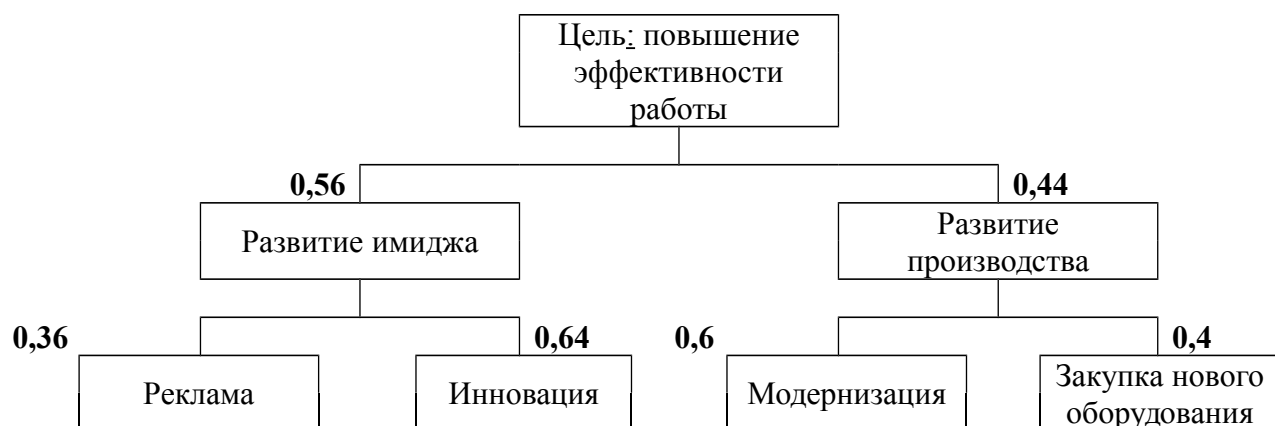 Цель: повышение
эффективности
работы
0,56
0,44
Развитие имиджа
Развитие
производства
0,36
0,64
0,6
0,4
Реклама
Инновация
Модернизация
Закупка нового
оборудования